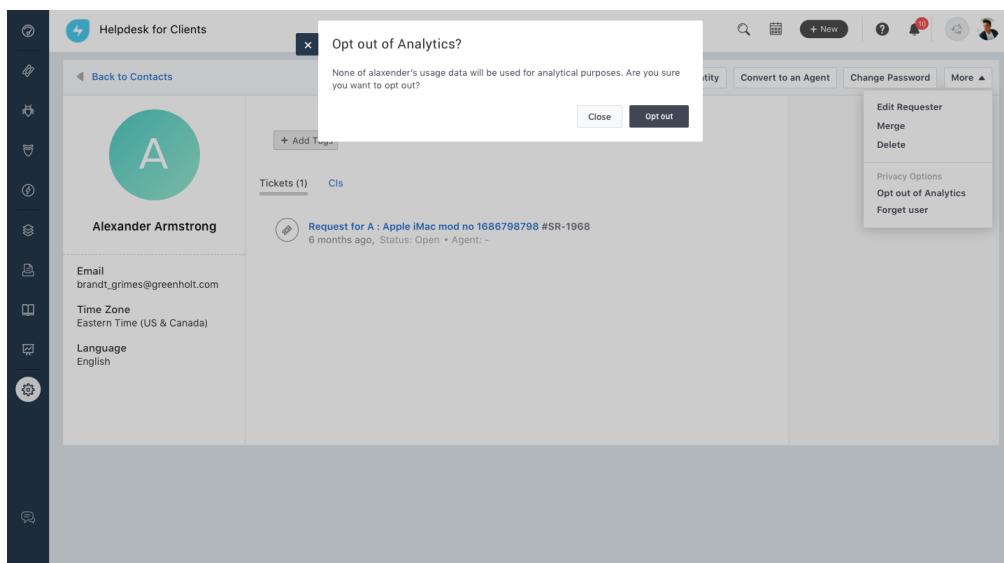 Helpdesk for Clients
+ New
10
Opt out of Analytics?
None of alaxender's usage data will be used for analytical purposes. Are you sure
you want to opt out?
Close
Opt out
Back to Contacts
Convert to an Agent
Change Password
More
Edit Requester
Merge
Delete
Privacy Options
Opt out of Analytics
Forget user
A
Alexander Armstrong
Email
brandt_grimes@greenholt.com
Time Zone
Eastern Time (US & Canada)
Language
English
+ Add Tags
Tickets (1)
CIs
Request for A : Apple iMac mod no 1686798798 #SR-1968
6 months ago, Status: Open • Agent: -